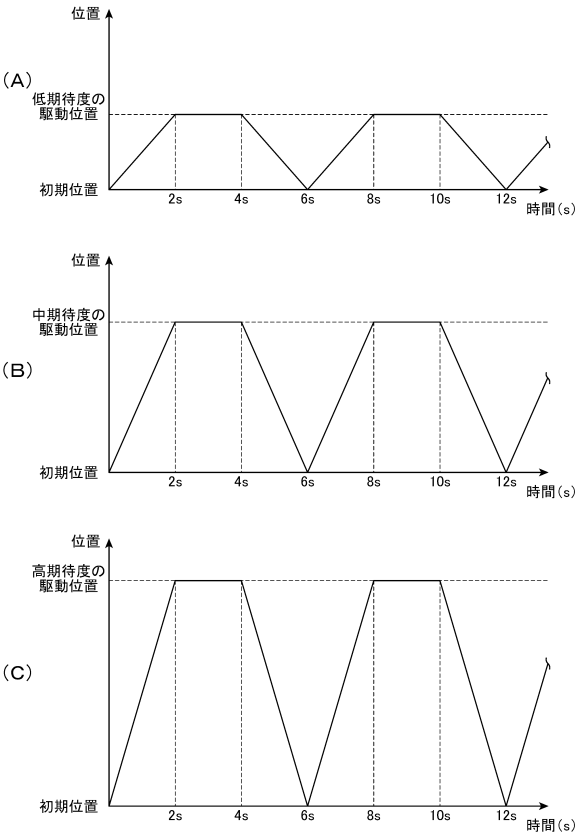 位置
(A)
低期待度の
駆動位置
初期位置
2s 4s 6s 8s 10s 12s
時間(s)
位置
中期待度の
駆動位置
(B)
初期位置
2s 4s 6s 8s 10s 12s
時間(s)
位置
高期待度の
駆動位置
(C)
初期位置
2s 4s 6s 8s 10s 12s
時間(s)